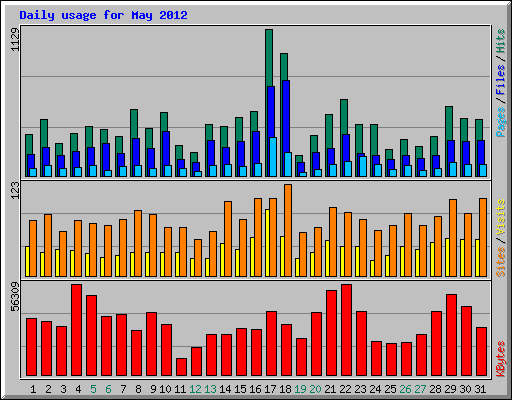 Daily usage for May 2012
1129
Pages / Files / Hits
123
Sites / Visits
56309
KBytes
1 2 3 4 5 6 7 8 9 10 11 12 13 14 15 16 17 18 19 20 21 22 23 24 25 26 27 28 29 30 31